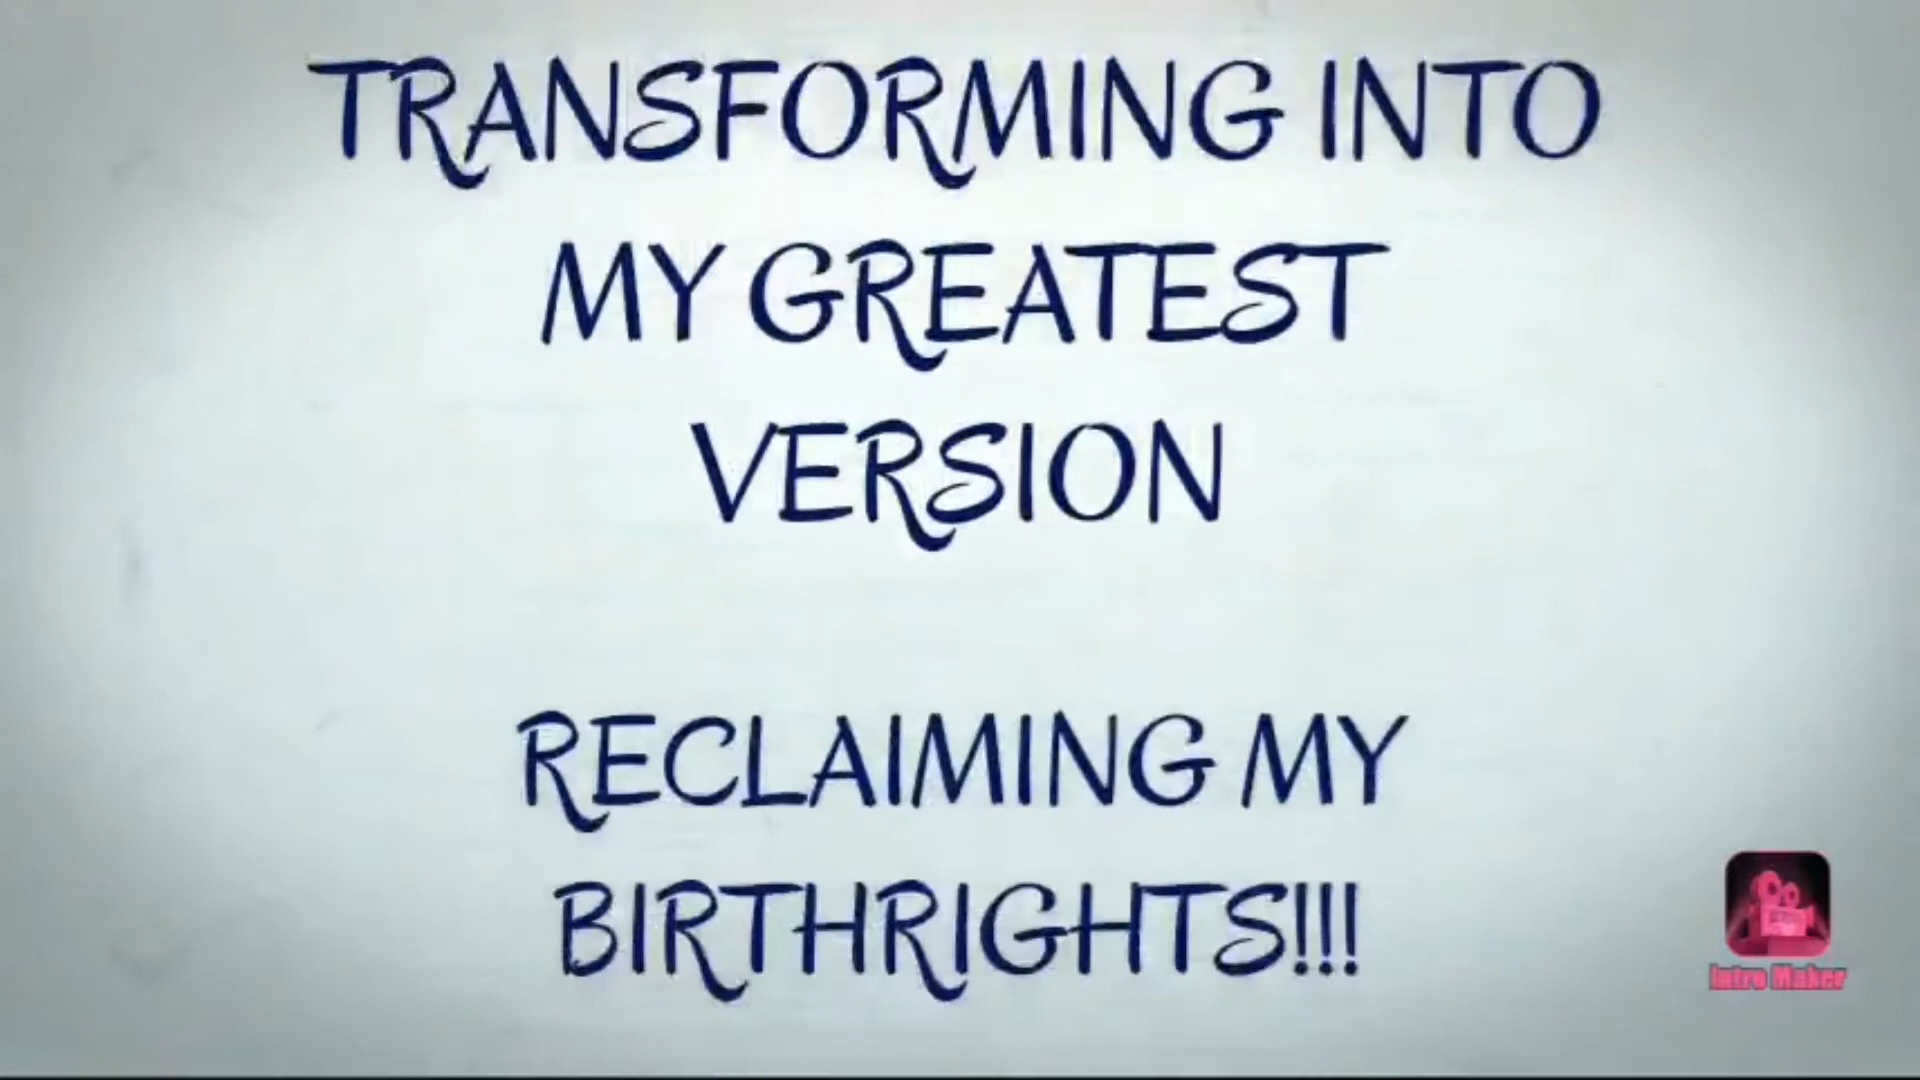 TRANSFORMING INTO
MY GREATEST
VERSION
RECLAIMING MY
BIRTHRIGHTS!!!
Intro Maker